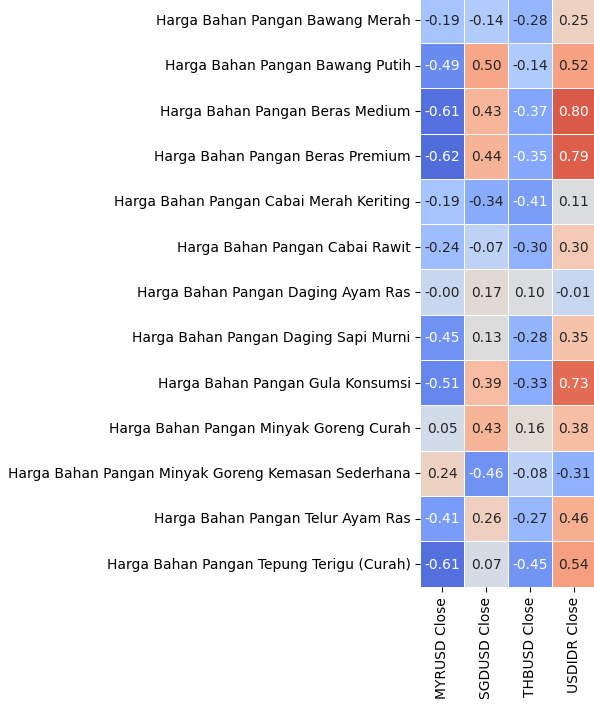 Harga Bahan Pangan Bawang Merah -0.19 -0.14 -0.28 0.25
Harga Bahan Pangan Bawang Putih -0.49 0.50 -0.14 0.52
Harga Bahan Pangan Beras Medium -0.61 0.43 -0.37 0.80
Harga Bahan Pangan Beras Premium -0.62 0.44 -0.35 0.79
Harga Bahan Pangan Cabai Merah Keriting -0.19 -0.34 -0.41 0.11
Harga Bahan Pangan Cabai Rawit -0.24 -0.07 -0.30 0.30
Harga Bahan Pangan Daging Ayam Ras -0.00 0.17 0.10 -0.01
Harga Bahan Pangan Daging Sapi Murni -0.45 0.13 -0.28 0.35
Harga Bahan Pangan Gula Konsumsi -0.51 0.39 -0.33 0.73
Harga Bahan Pangan Minyak Goreng Curah 0.05 0.43 0.16 0.38
Harga Bahan Pangan Minyak Goreng Kemasan Sederhana 0.24 -0.46 -0.08 -0.31
Harga Bahan Pangan Telur Ayam Ras -0.41 0.26 -0.27 0.46
Harga Bahan Pangan Tepung Terigu (Curah) -0.61 0.07 -0.45 0.54
MYRUSD Close
SGDUSD Close
THBUSD Close
USDIDR Close